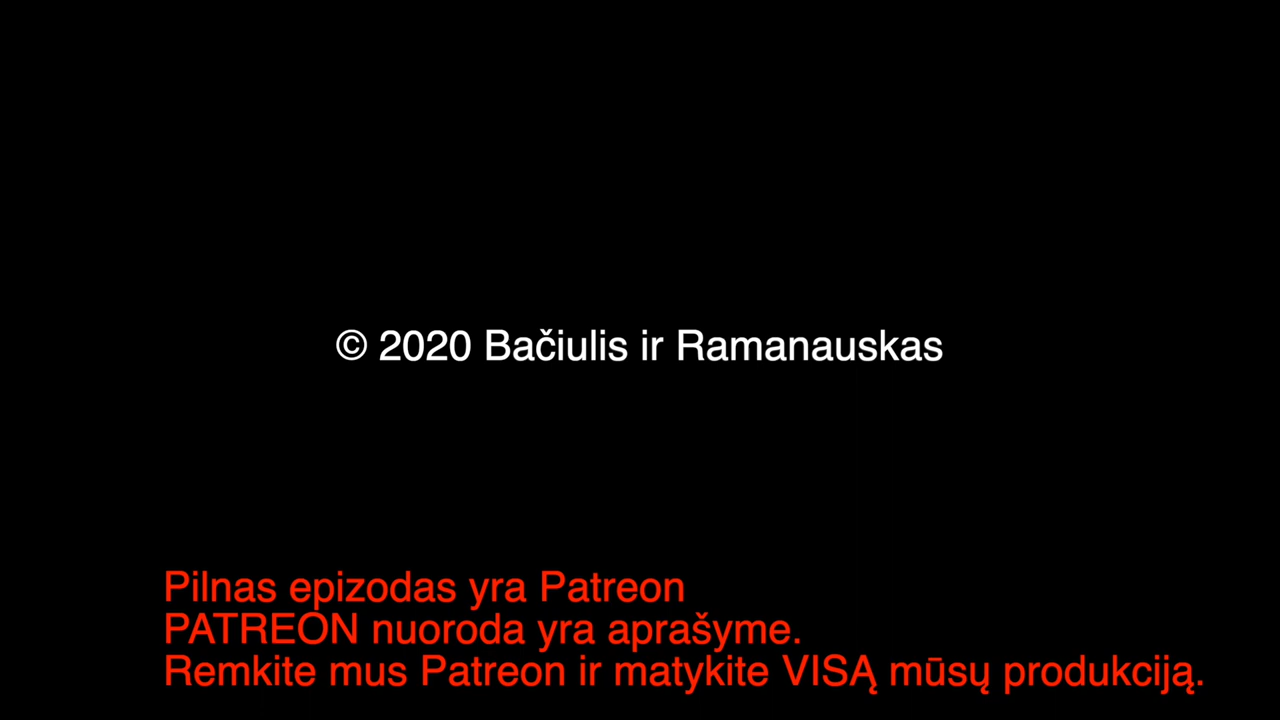 © 2020 Bačiulis ir Ramanauskas
Pilnas epizodas yra Patreon
PATREON nuoroda yra aprašyme.
Remkite mus Patreon ir matykite VISĄ mūsų produkciją.